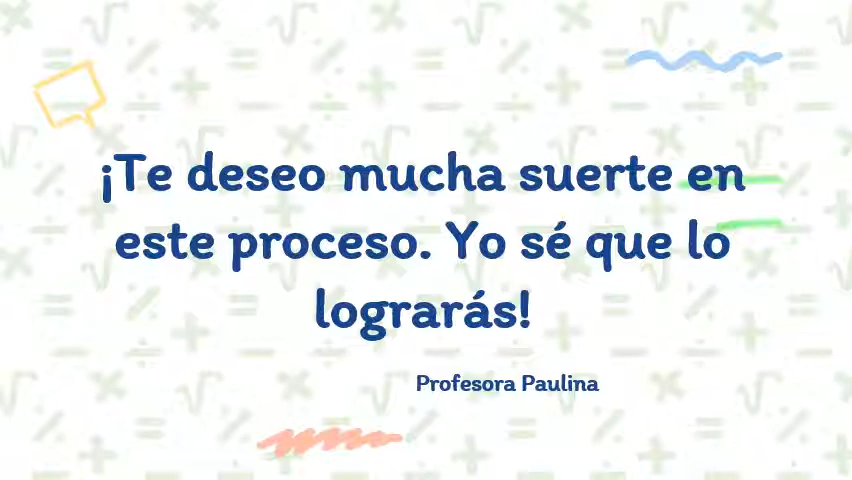 ¡Te deseo mucha suerte en
este proceso. Yo sé que lo
lograrás!
Profesora Paulina